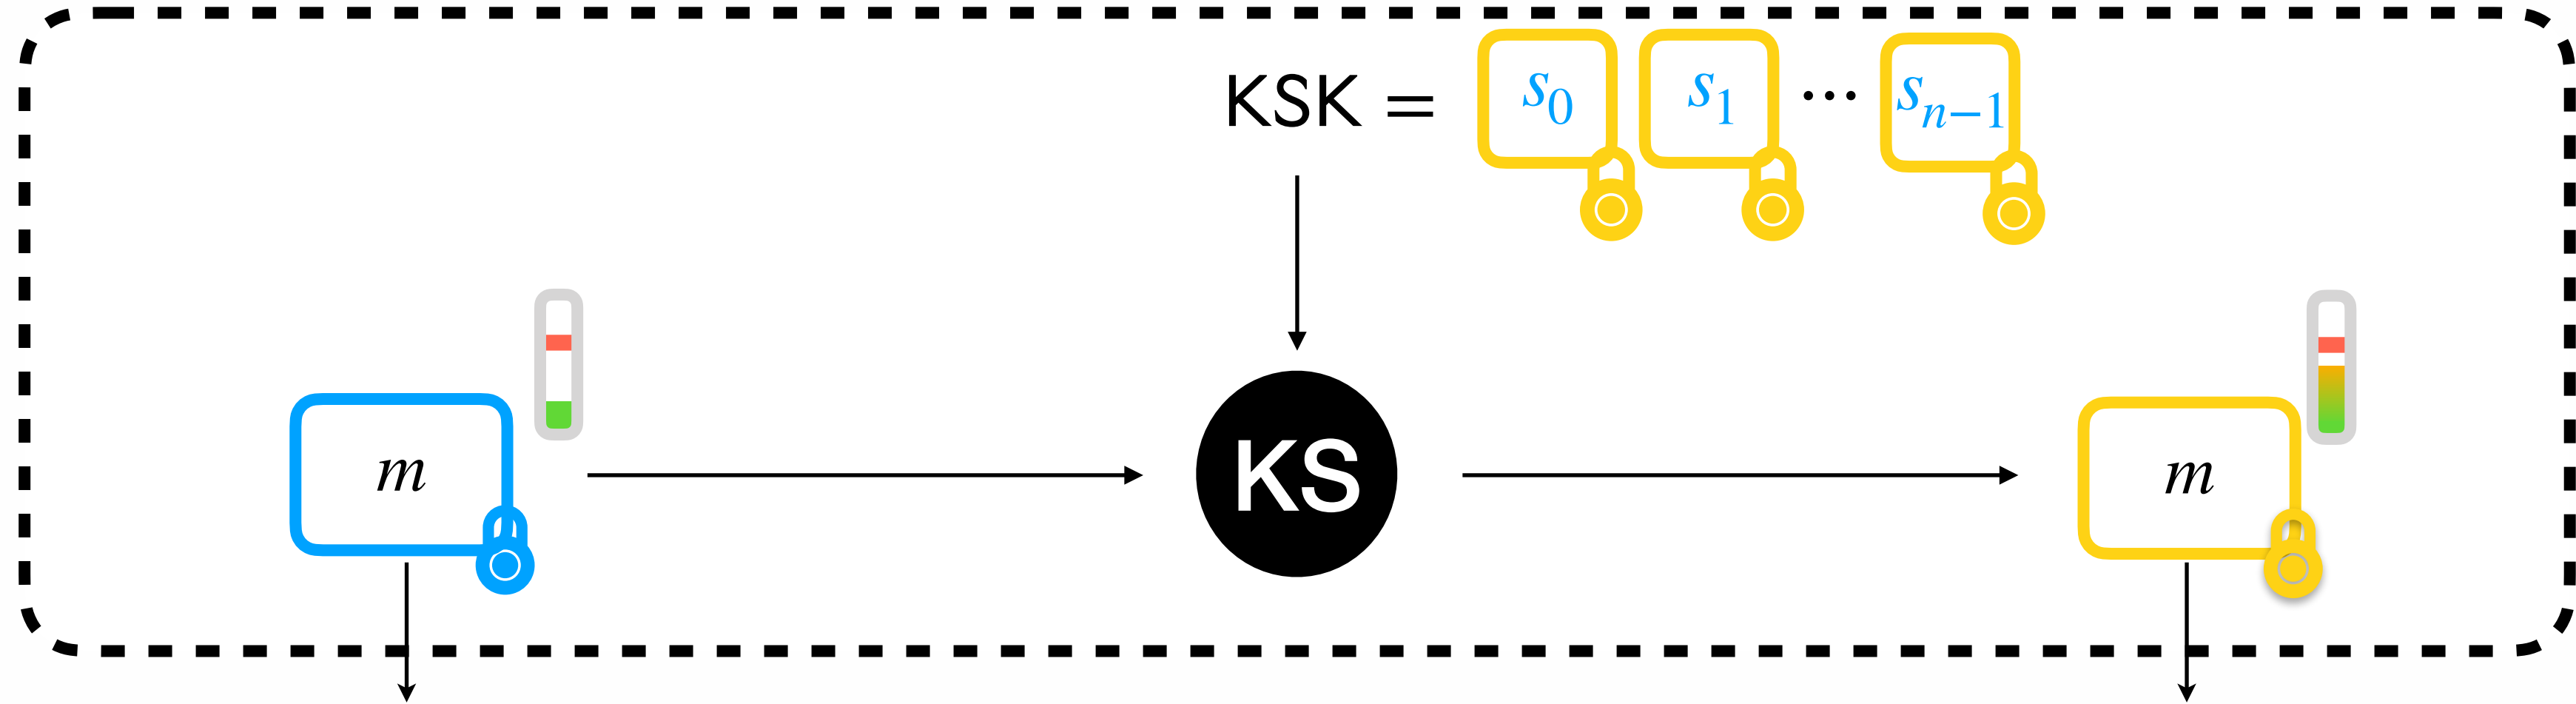 KSK = s₀ s₁ ··· sₙ₋₁
m KS m